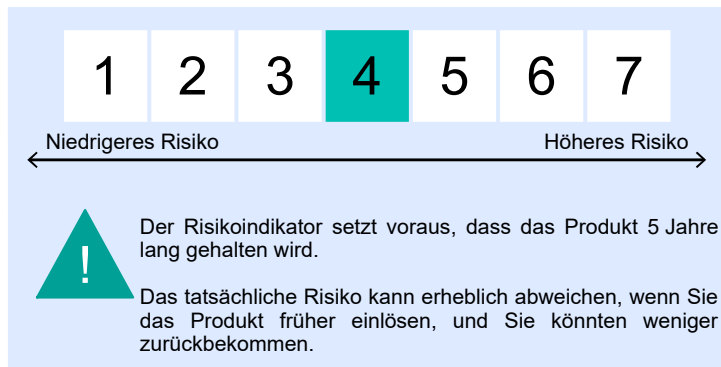 1 2 3 4 5 6 7
Niedrigeres Risiko Höheres Risiko
!
Der Risikoindikator setzt voraus, dass das Produkt 5 Jahre
lang gehalten wird.
Das tatsächliche Risiko kann erheblich abweichen, wenn Sie
das Produkt früher einlösen, und Sie könnten weniger
zurückbekommen.